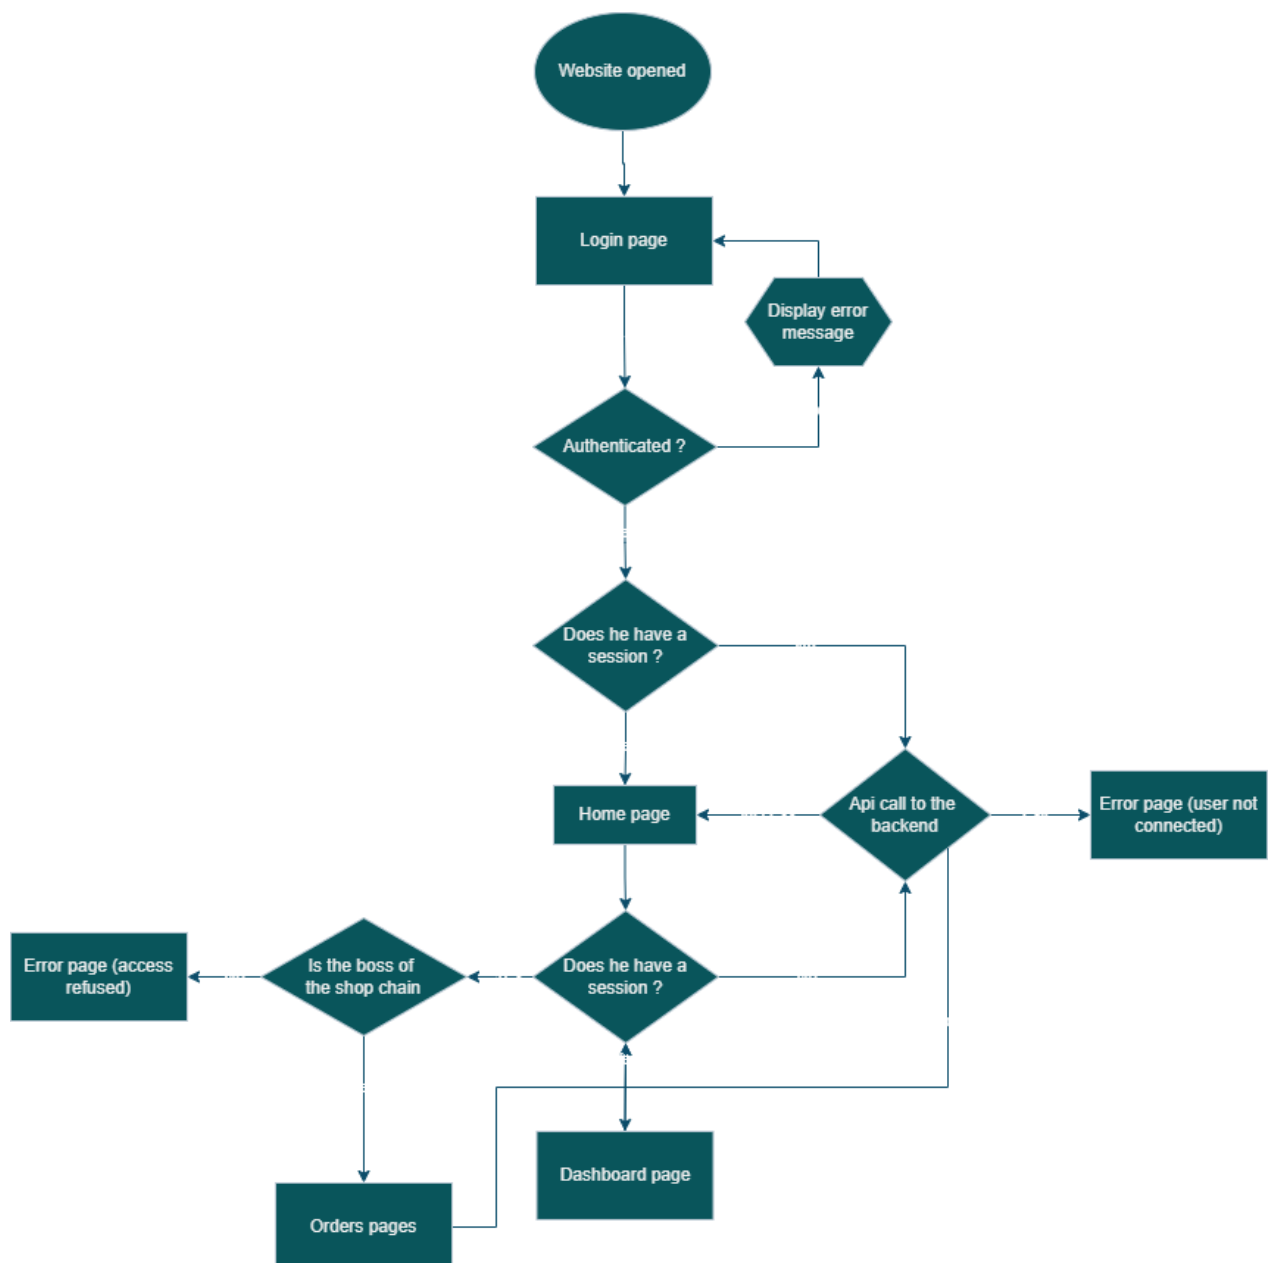 Website opened
Login page
Display error
message
Authenticated ?
Does he have a
session ?
Api call to the
backend
Error page (user not
connected)
Home page
Error page (access
refused)
Is the boss of
the shop chain
Does he have a
session ?
Dashboard page
Orders pages